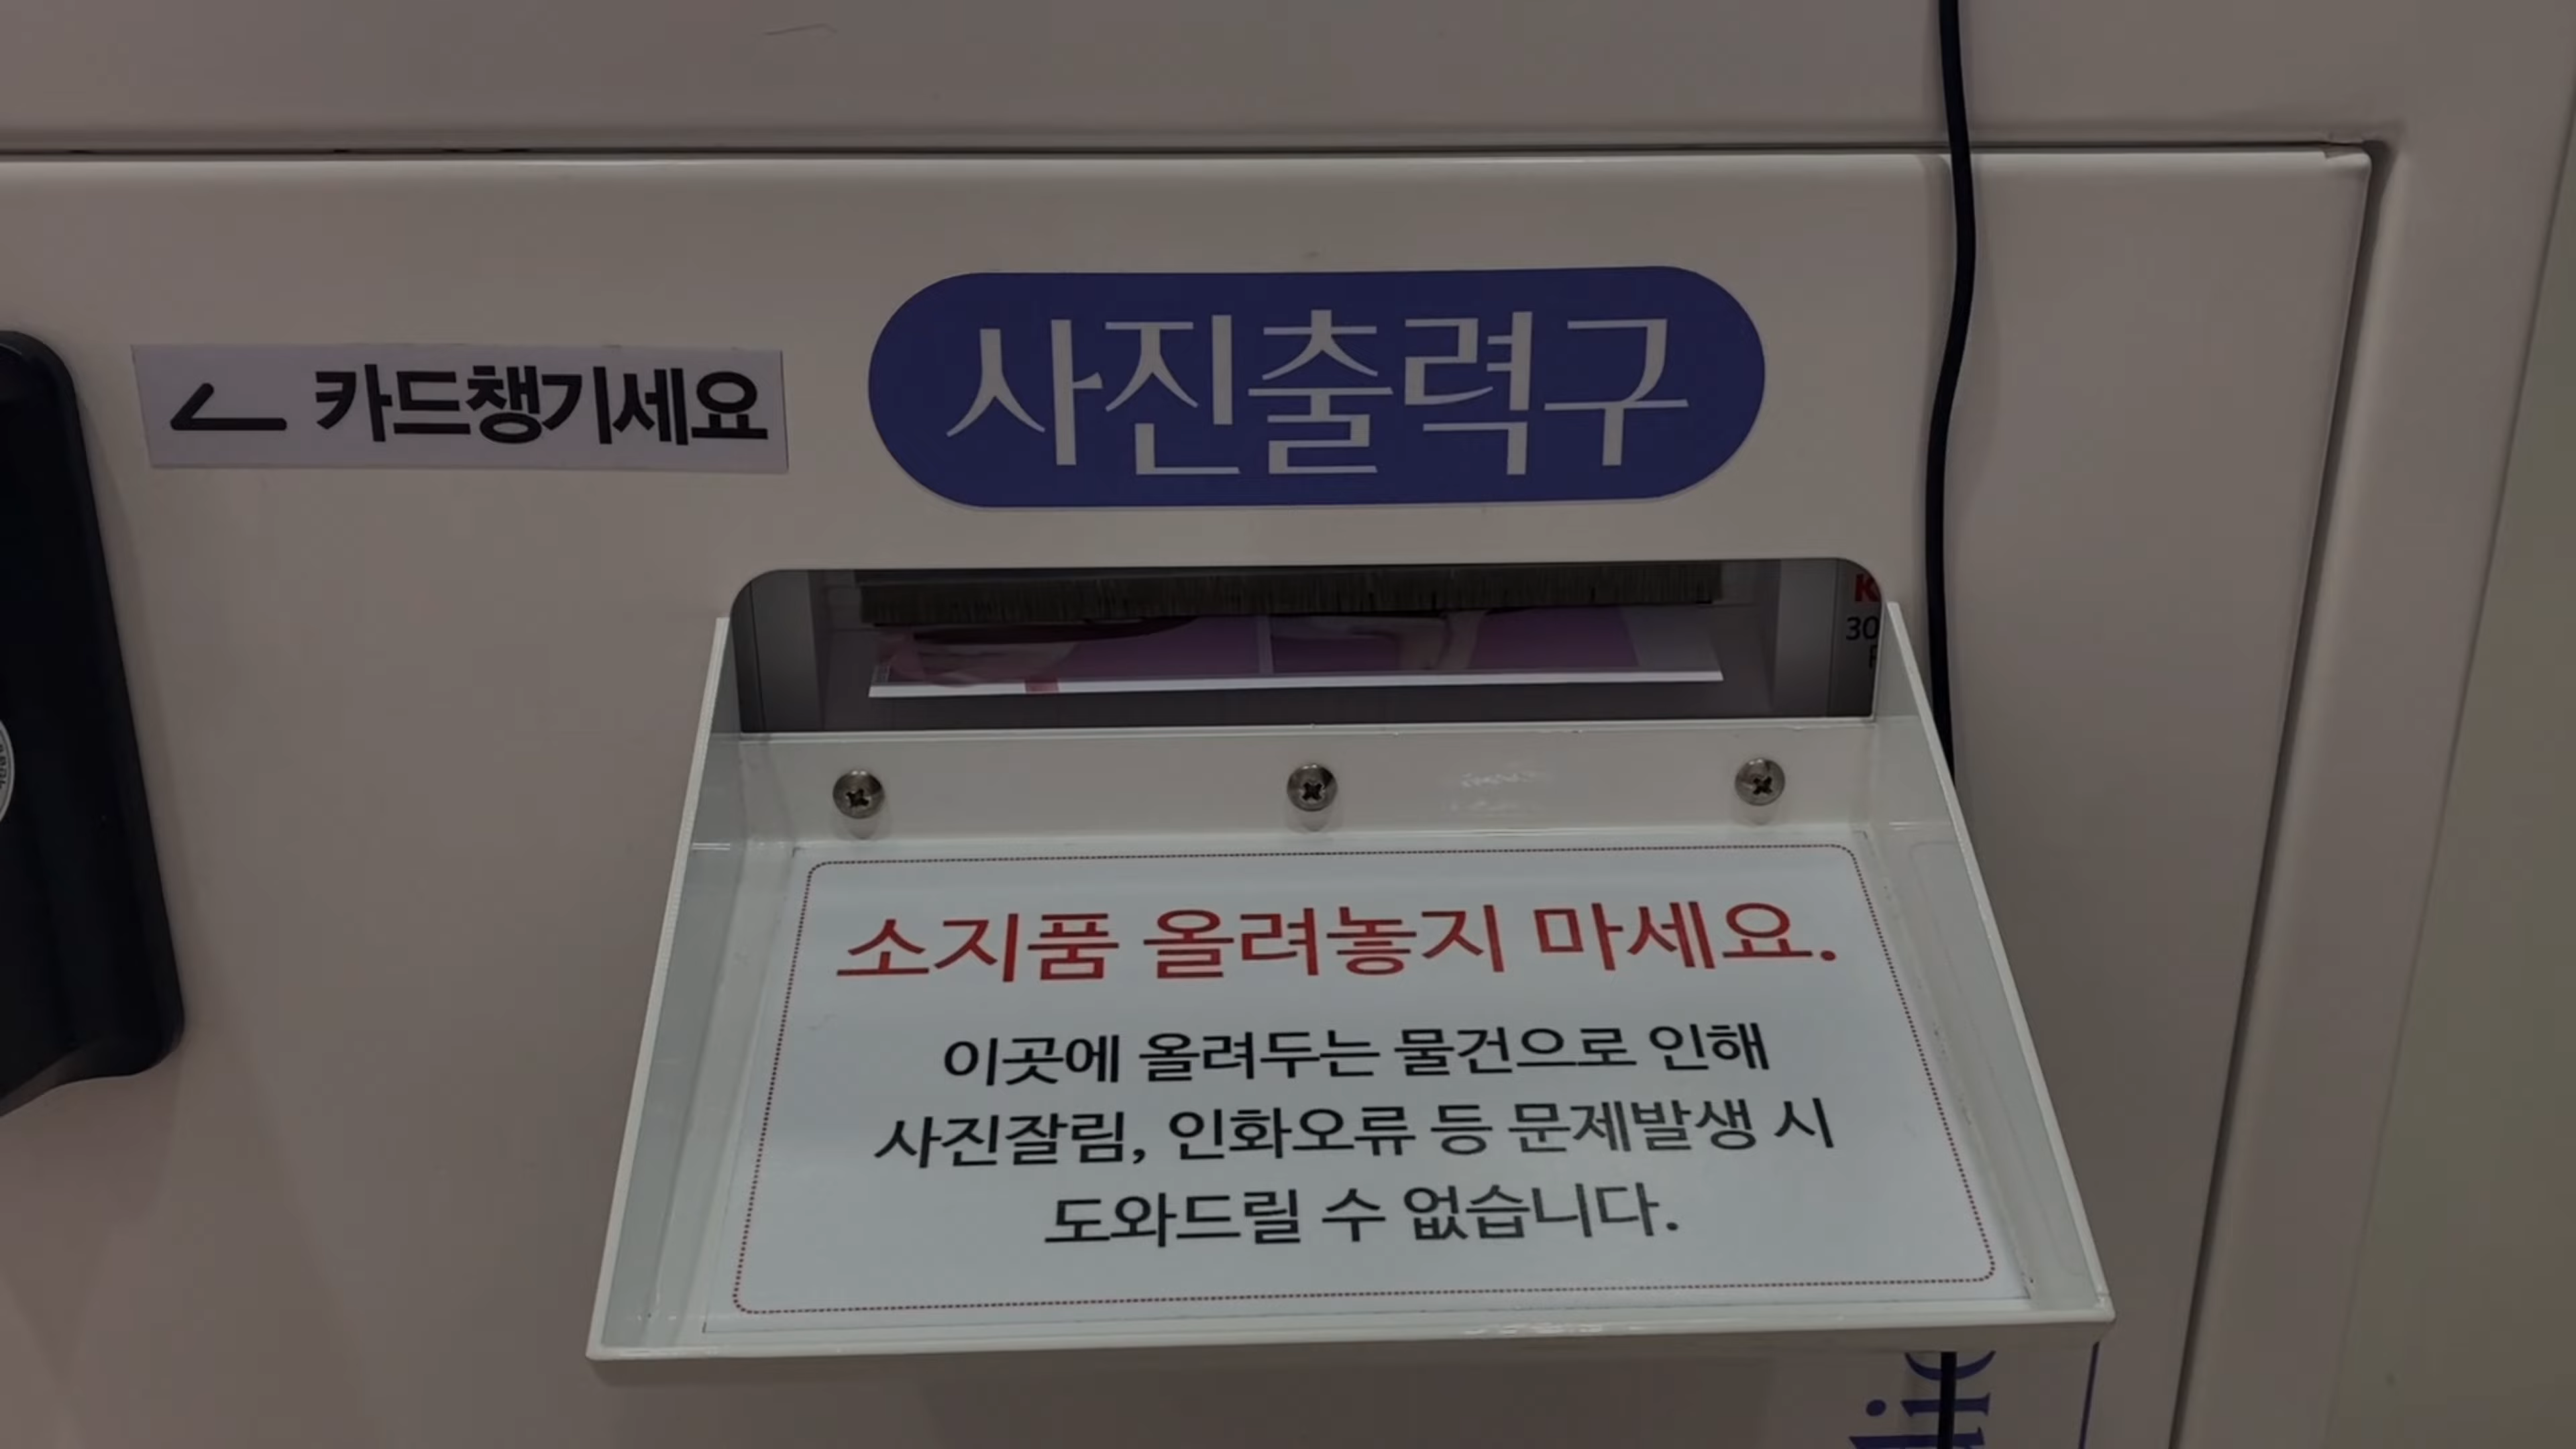 카드챙기세요
사진출력구
K
30
소지품 올려놓지 마세요.
이곳에 올려두는 물건으로 인해
사진잘림, 인화오류 등 문제발생 시
도와드릴 수 없습니다.